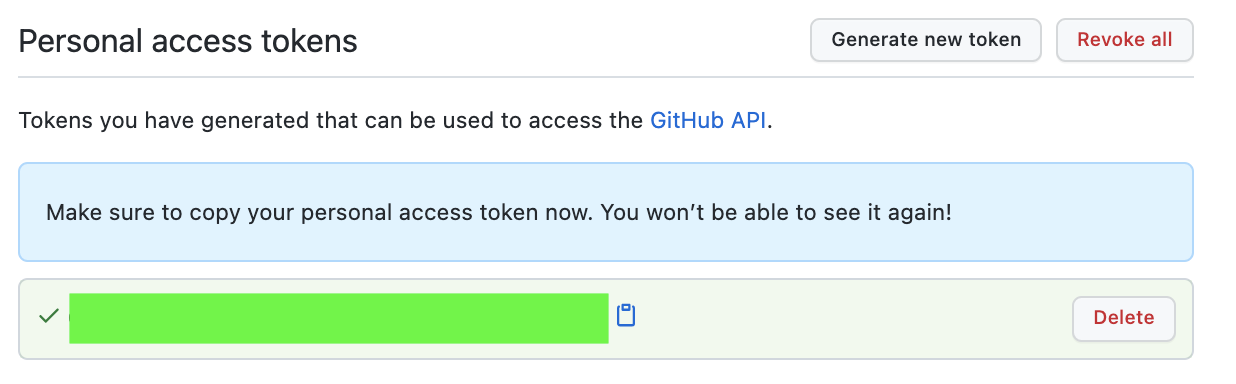 Personal access tokens
Generate new token
Revoke all
Tokens you have generated that can be used to access the GitHub API.
Make sure to copy your personal access token now. You won’t be able to see it again!
Delete